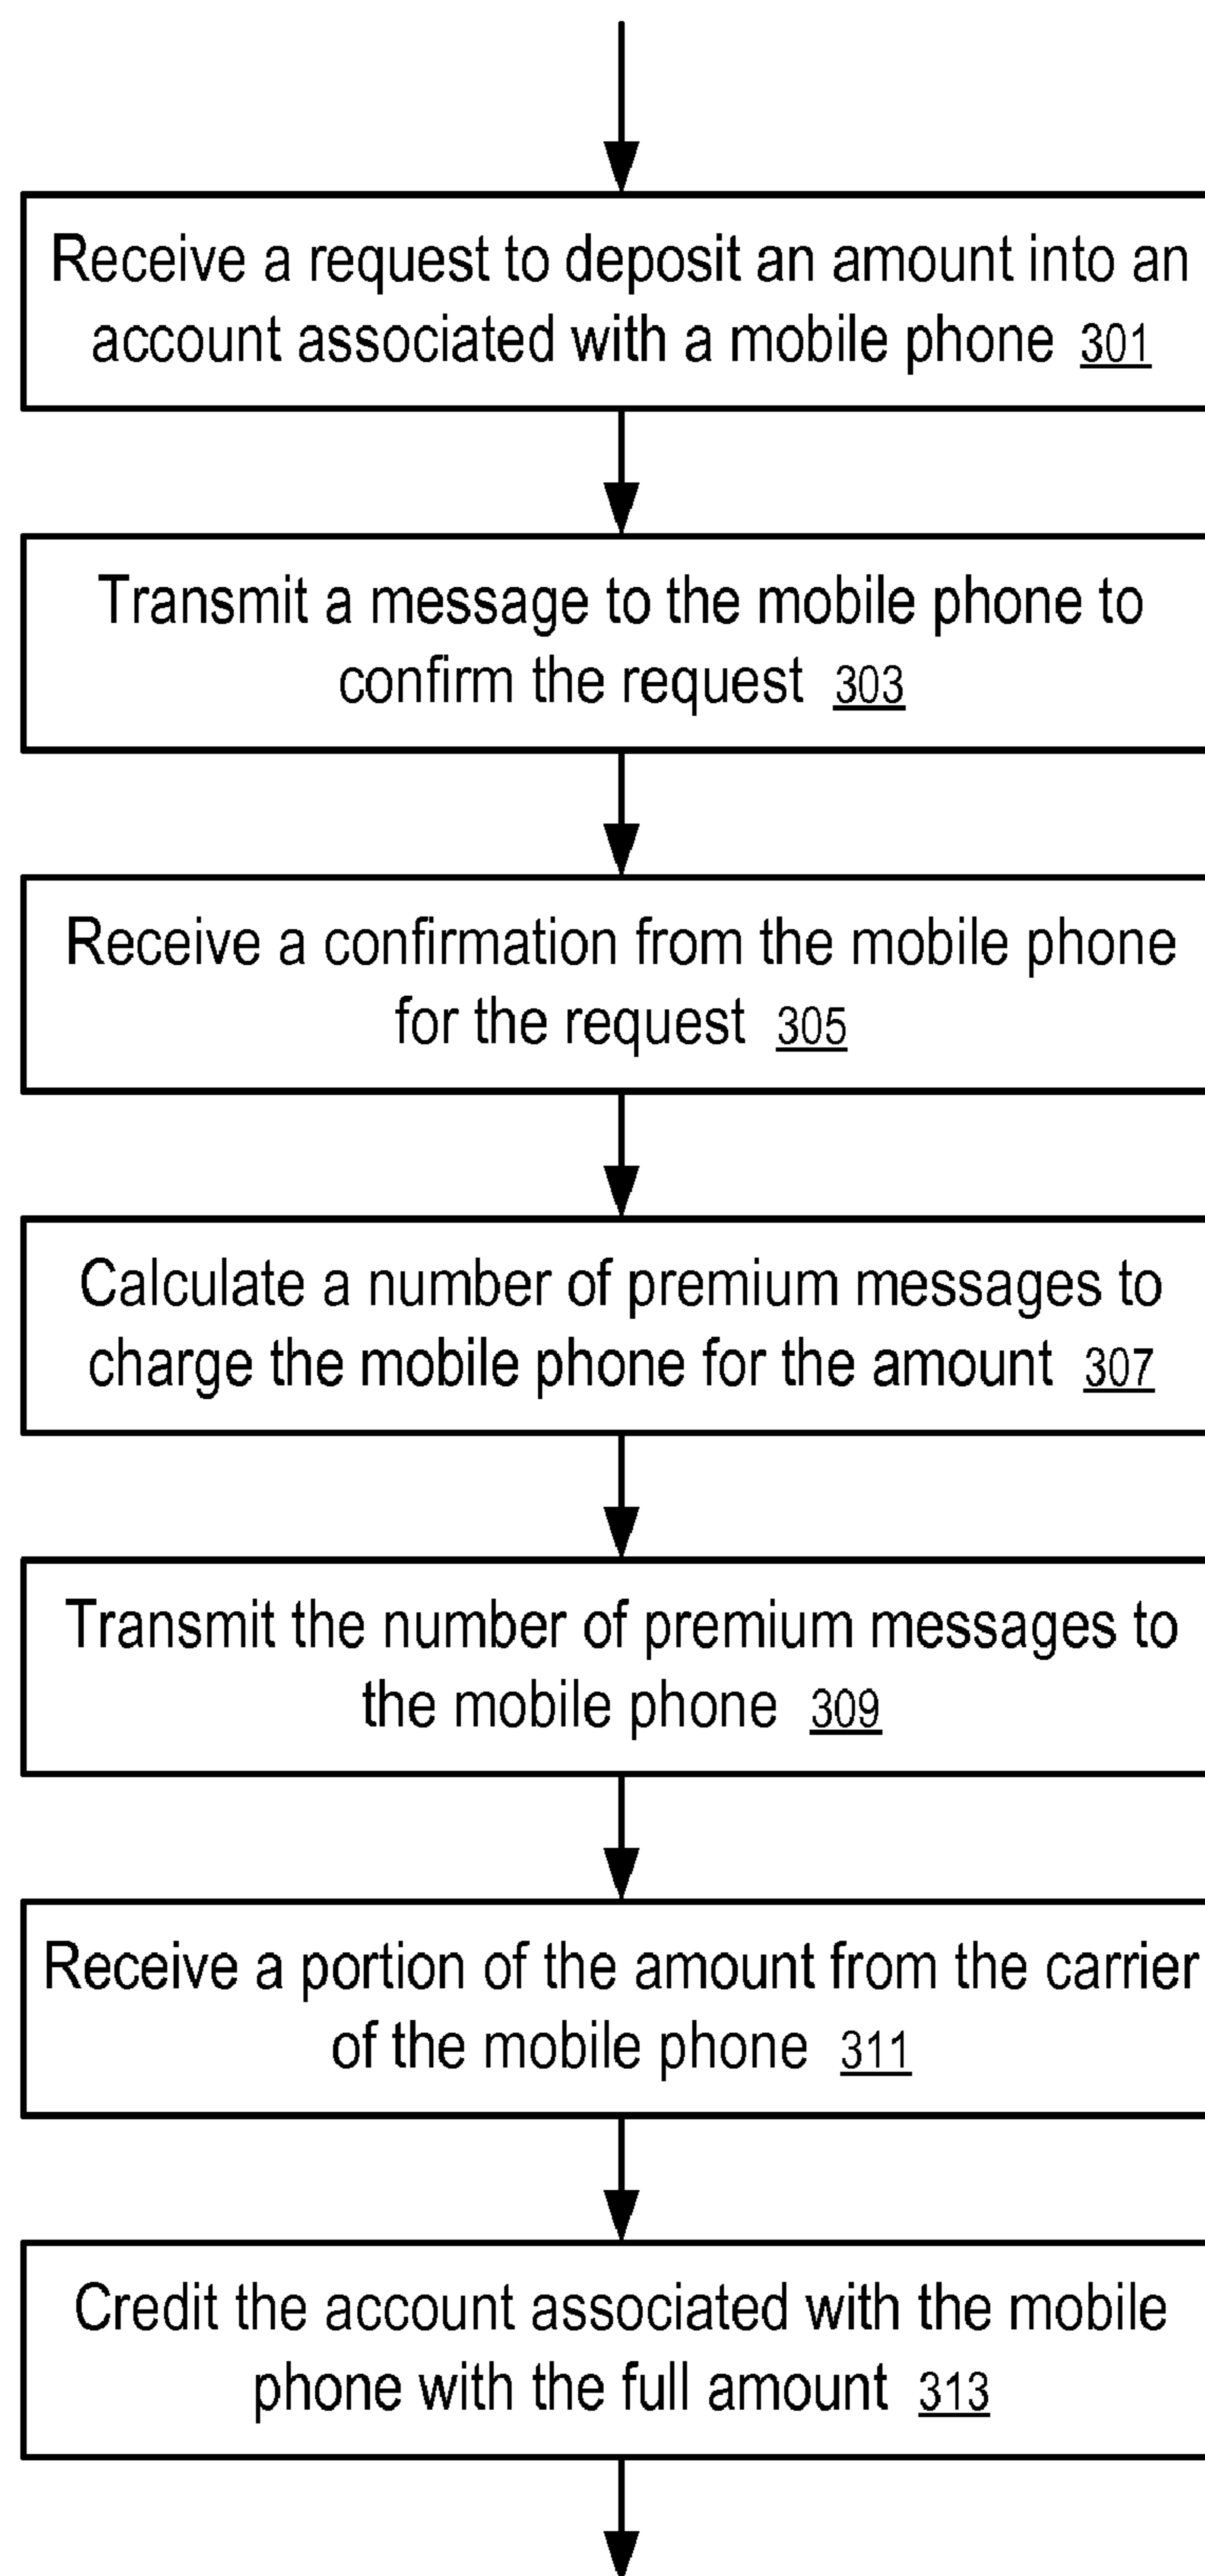 Receive a request to deposit an amount into an
account associated with a mobile phone 301
Transmit a message to the mobile phone to
confirm the request 303
Receive a confirmation from the mobile phone
for the request 305
Calculate a number of premium messages to
charge the mobile phone for the amount 307
Transmit the number of premium messages to
the mobile phone 309
Receive a portion of the amount from the carrier
of the mobile phone 311
Credit the account associated with the mobile
phone with the full amount 313